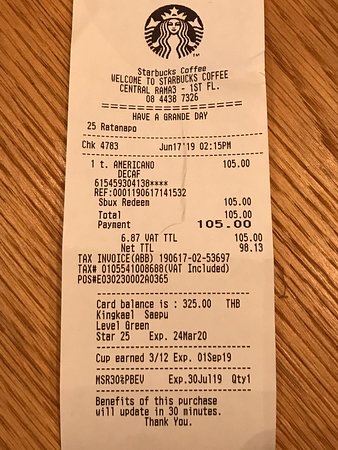 Starbucks Coffee
WELCOME TO STARBUCKS COFFEE
CENTRAL RAMA3 - 1ST FL.
08 4438 7326
HAVE A GRANDE DAY
25 Ratanapo
Chk 4783 Jun17'19 02:15PM
1 t. AMERICANO 105.00
DECAF
615459304138****
REF:0001190617141532
Sbux Redeem 105.00
Total 105.00
Payment 105.00
6.87 VAT TTL 105.00
Net TTL 98.13
TAX INVOICE(ABB) 190617-02-53697
TAX# 0105541008688(VAT Included)
POS#E030230002A0365
Card balance is : 325.00 THB
Kingkael Saepu
Level Green
Star 25 Exp. 24Mar20
Cup earned 3/12 Exp. 01Sep19
MSR30%PBEV Exp.30Jul19 Qty1
Benefits of this purchase
will update in 30 minutes.
Thank You.